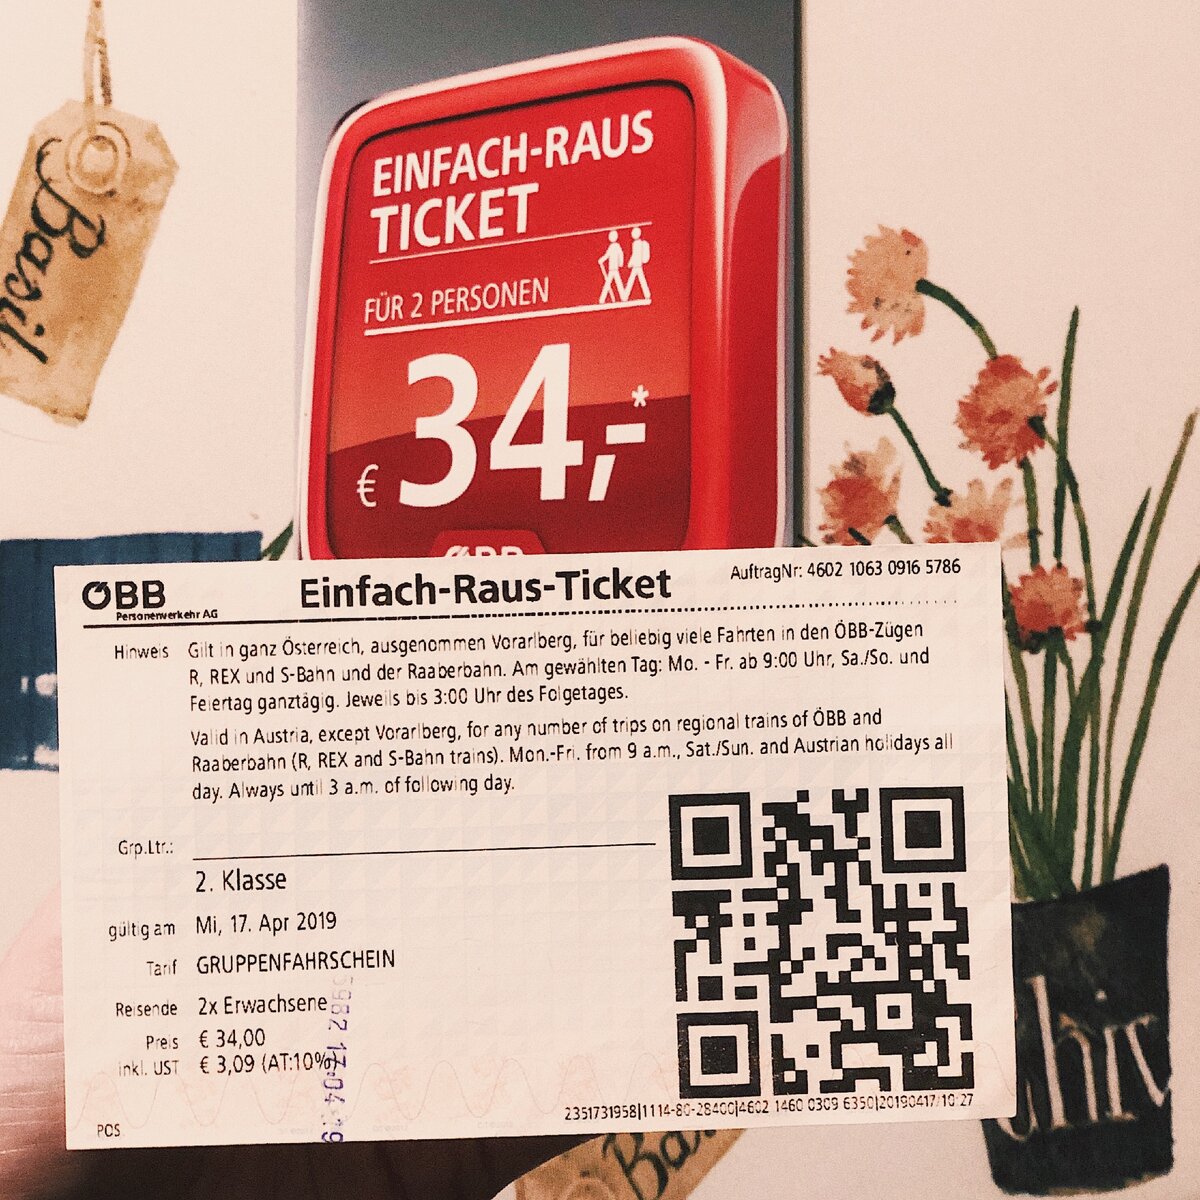 Basil
EINFACH-RAUS
TICKET
FÜR 2 PERSONEN
€ 34,-*
ÖBB
ÖBB
Personenverkehr AG
Einfach-Raus-Ticket
AuftragNr: 4602 1063 0916 5786
Hinweis Gilt in ganz Österreich, ausgenommen Vorarlberg, für beliebig viele Fahrten in den ÖBB-Zügen
R, REX und S-Bahn und der Raaberbahn. Am gewählten Tag: Mo. - Fr. ab 9:00 Uhr, Sa./So. und
Feiertag ganztägig. Jeweils bis 3:00 Uhr des Folgetages.
Valid in Austria, except Vorarlberg, for any number of trips on regional trains of ÖBB and
Raaberbahn (R, REX and S-Bahn trains). Mon.-Fri. from 9 a.m., Sat./Sun. and Austrian holidays all
day. Always until 3 a.m. of following day.
Grp.Ltr.:
2. Klasse
gültig am Mi, 17. Apr 2019
Tarif GRUPPENFAHRSCHEIN
Reisende 2x Erwachsene
Preis € 34,00
inkl. UST € 3,09 (AT:10%)
POS
2351731958|1114-80-28400|4602 1460 0309 6350|20190417/10:27